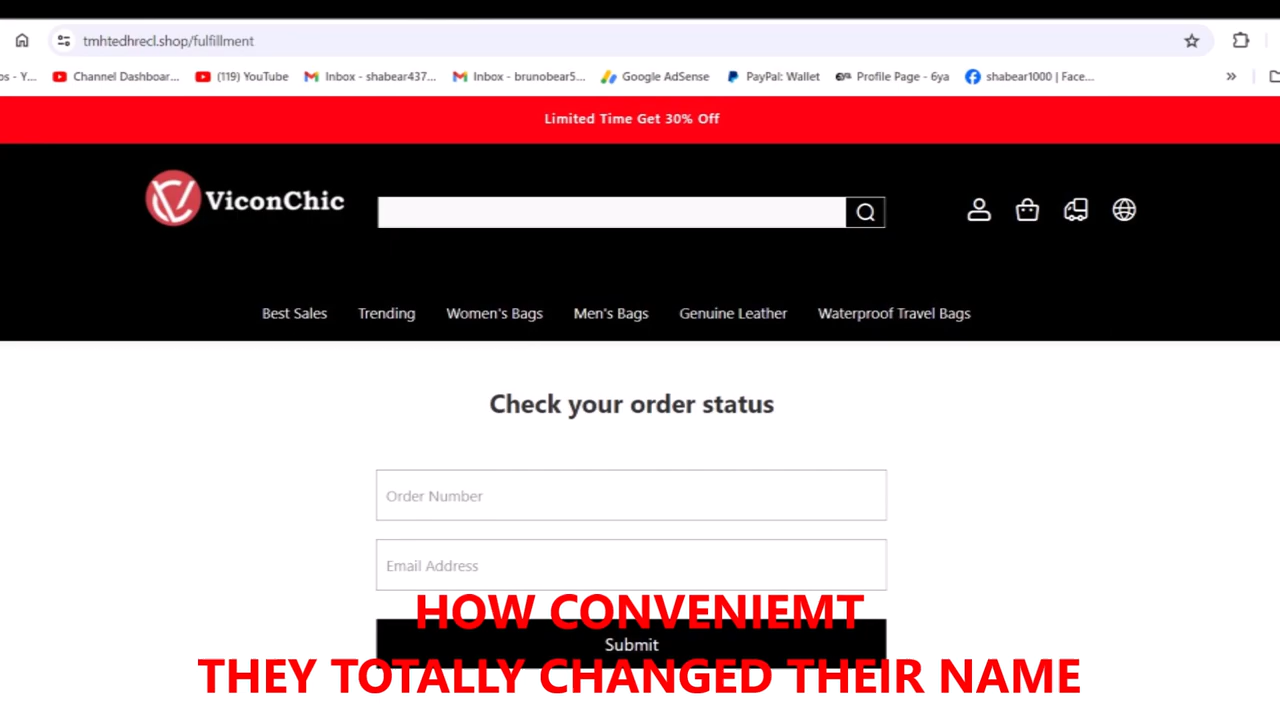 tmhtedhrecl.shop/fulfillment
os - Y... Channel Dashboar... (119) YouTube Inbox - shabear437... Inbox - brunobear5... Google AdSense PayPal: Wallet Profile Page - 6ya shabear1000 | Face... »
Limited Time Get 30% Off
ViconChic
Best Sales Trending Women's Bags Men's Bags Genuine Leather Waterproof Travel Bags
Check your order status
Order Number
Email Address
HOW CONVENIEMT
Submit
THEY TOTALLY CHANGED THEIR NAME